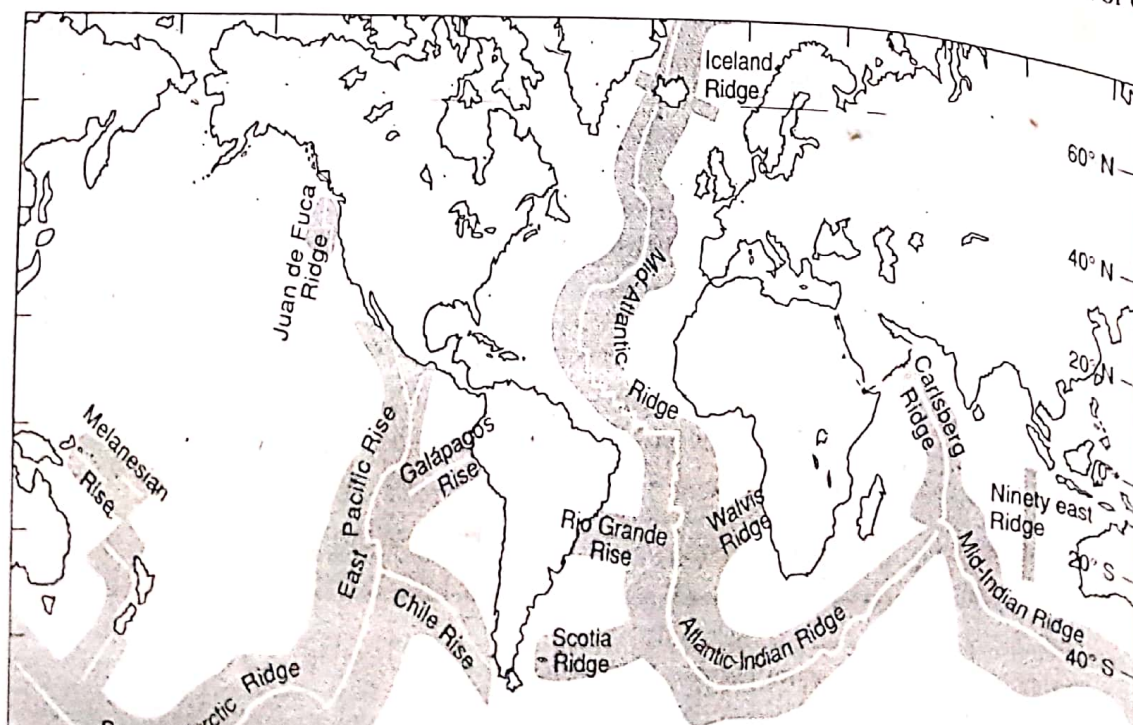 Iceland
Ridge
60° N
Juan de Fuca
Ridge
Mid-Atlantic
40° N
20° N
Ridge
Carlsberg
Ridge
Melanesian
Rise
East Pacific Rise
Galápagos
Rise
Rio Grande
Rise
Walvis
Ridge
Ninety east
Ridge
20° S
Mid-Indian Ridge
Chile Rise
Scotia
Ridge
Atlantic-Indian Ridge
40° S
Ridge